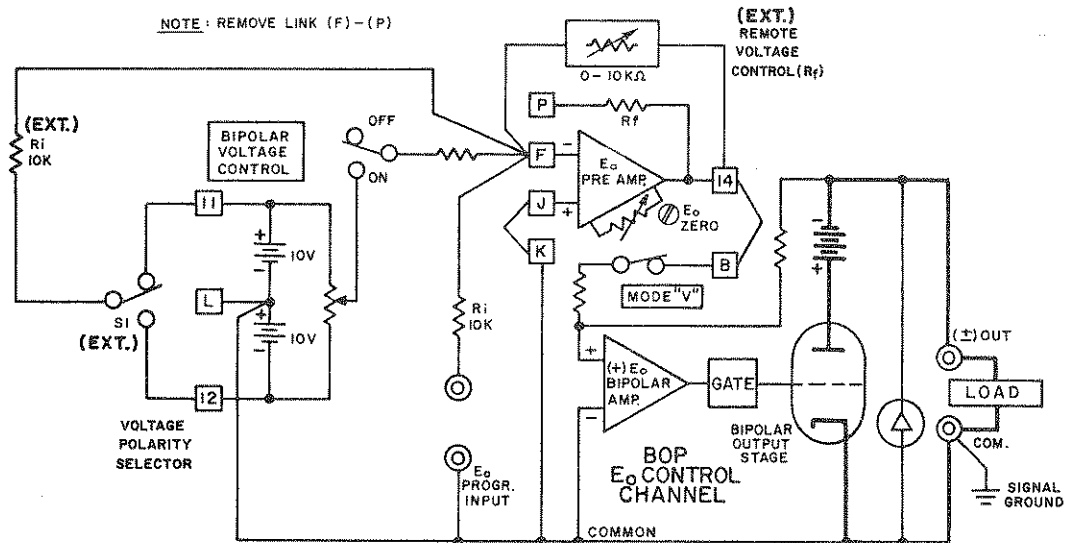 NOTE: REMOVE LINK (F)-(P)
(EXT.)
REMOTE
VOLTAGE
CONTROL (Rf)
0-10KΩ
P
Rf
OFF
ON
(EXT.)
Ri
10K
BIPOLAR
VOLTAGE
CONTROL
F
-
Eo
PRE AMP.
14
J
+
Eo
ZERO
K
11
+
-
10V
L
+
-
10V
S1
(EXT.)
12
VOLTAGE
POLARITY
SELECTOR
Ri
10K
Eo
PROGR.
INPUT
B
MODE "V"
+
(+) Eo
BIPOLAR
AMP.
-
GATE
-
+
BIPOLAR
OUTPUT
STAGE
BOP
Eo CONTROL
CHANNEL
(±) OUT
LOAD
COM.
SIGNAL
GROUND
COMMON